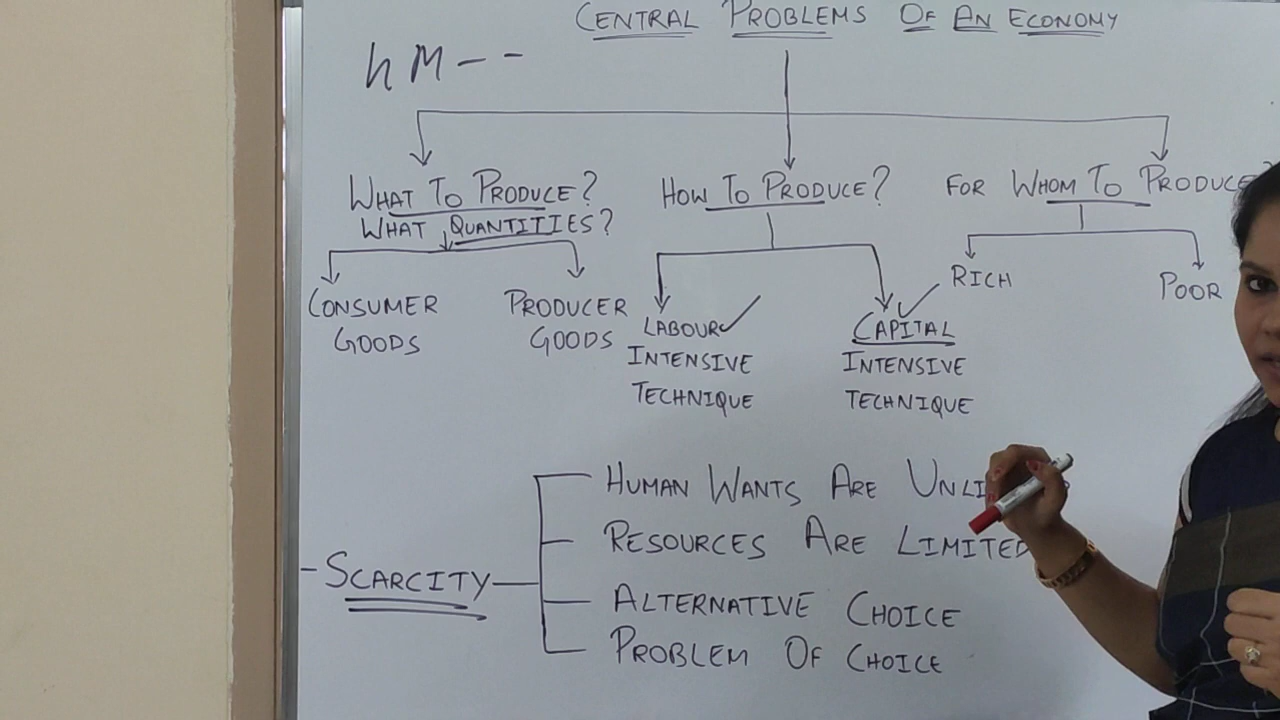 CENTRAL PROBLEMS OF AN ECONOMY
hM--
WHAT TO PRODUCE?
WHAT QUANTITIES?
CONSUMER
GOODS
PRODUCER
GOODS
HOW TO PRODUCE?
LABOUR
INTENSIVE
TECHNIQUE
CAPITAL
INTENSIVE
TECHNIQUE
FOR WHOM TO PRODUCE?
RICH
POOR
-SCARCITY
HUMAN WANTS ARE
RESOURCES ARE LIMITED
ALTERNATIVE CHOICE
PROBLEM OF CHOICE